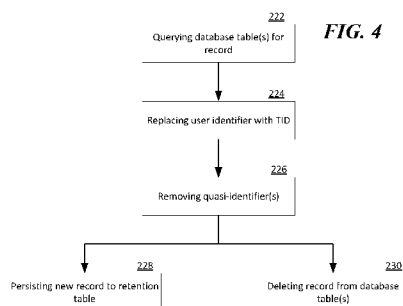 222
FIG. 4
Querying database table(s) for
record
224
Replacing user identifier with TID
226
Removing quasi-identifier(s)
228
Persisting new record to retention
table
230
Deleting record from database
table(s)